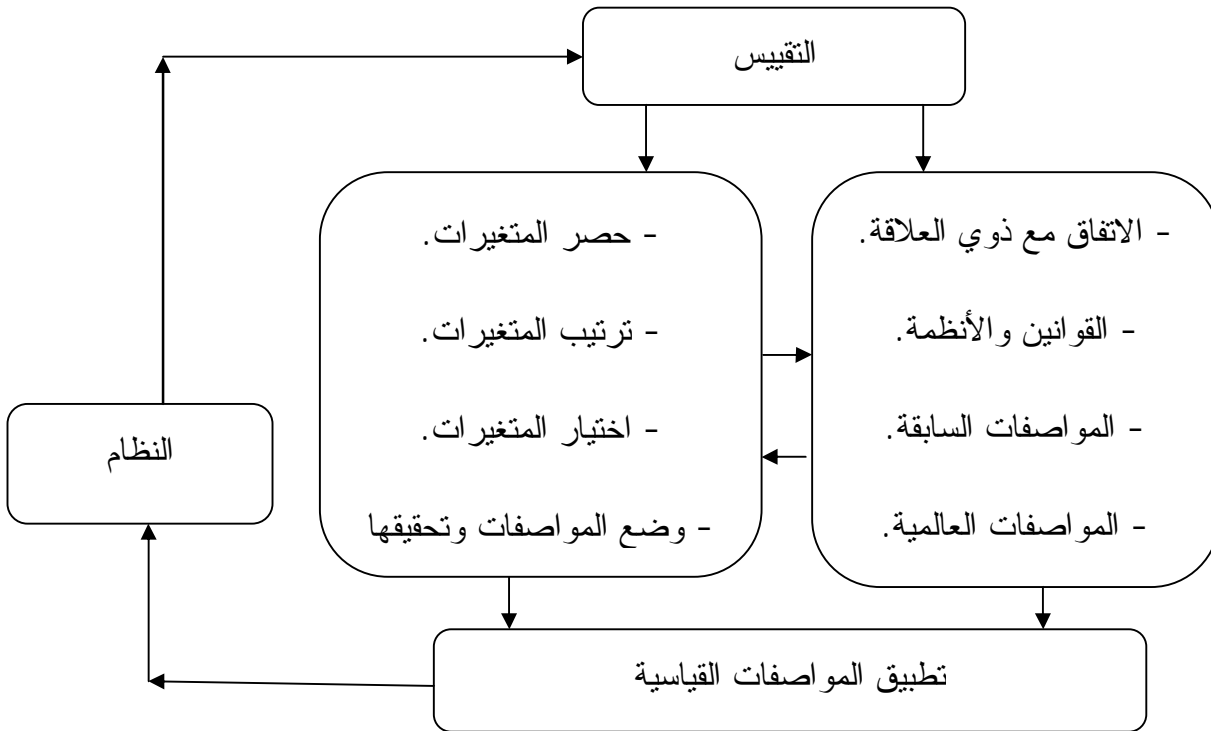 التقييس
- الاتفاق مع ذوي العلاقة.
- القوانين والأنظمة.
- المواصفات السابقة.
- المواصفات العالمية.
- حصر المتغيرات.
- ترتيب المتغيرات.
- اختيار المتغيرات.
- وضع المواصفات وتحقيقها
النظام
تطبيق المواصفات القياسية